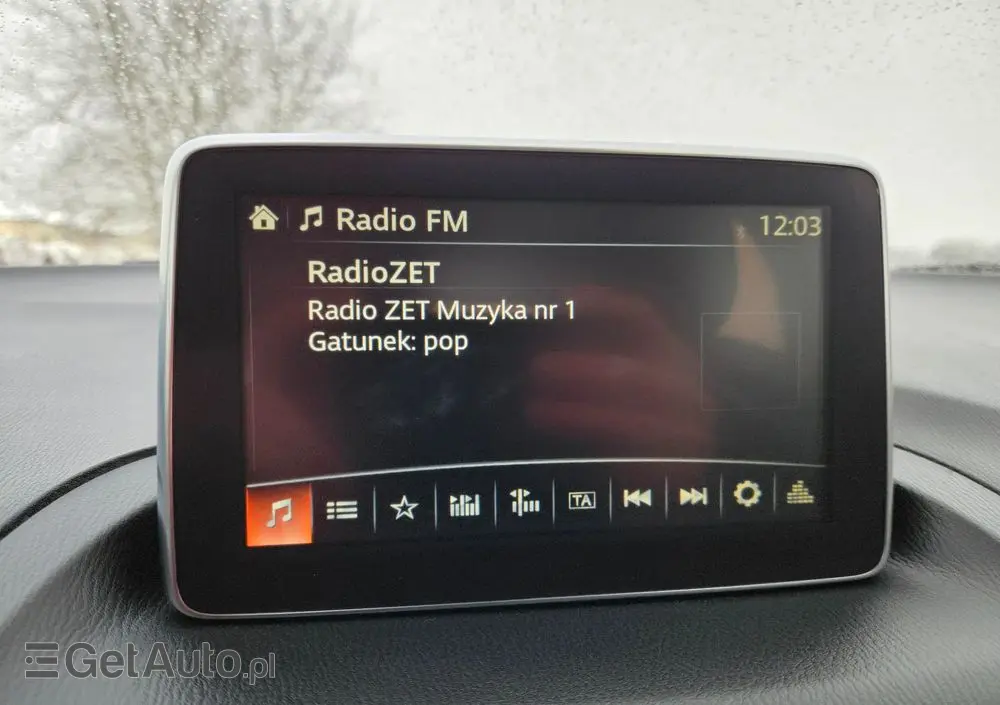 Radio FM
12:03
RadioZET
Radio ZET Muzyka nr 1
Gatunek: pop
TA
GetAuto.pl